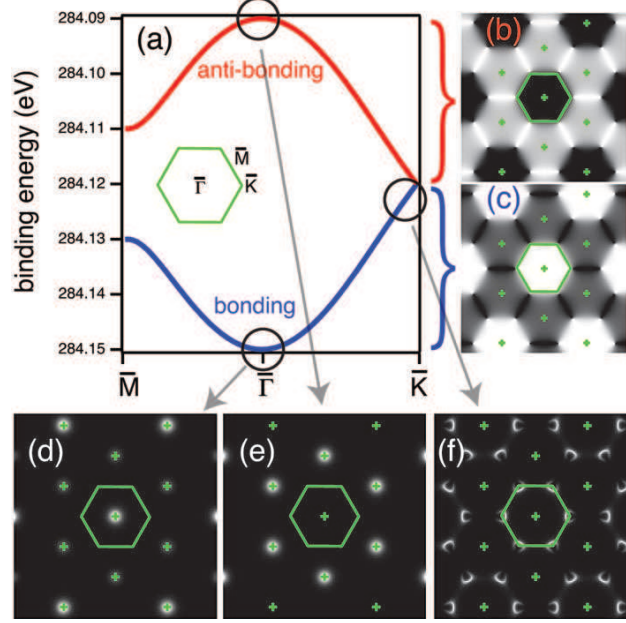 284.09
284.10
284.11
284.12
284.13
284.14
284.15
binding energy (eV)
(a)
anti-bonding
M̅
Γ̅
K̅
bonding
M̅
Γ̅
K̅
(b)
(c)
(d)
(e)
(f)